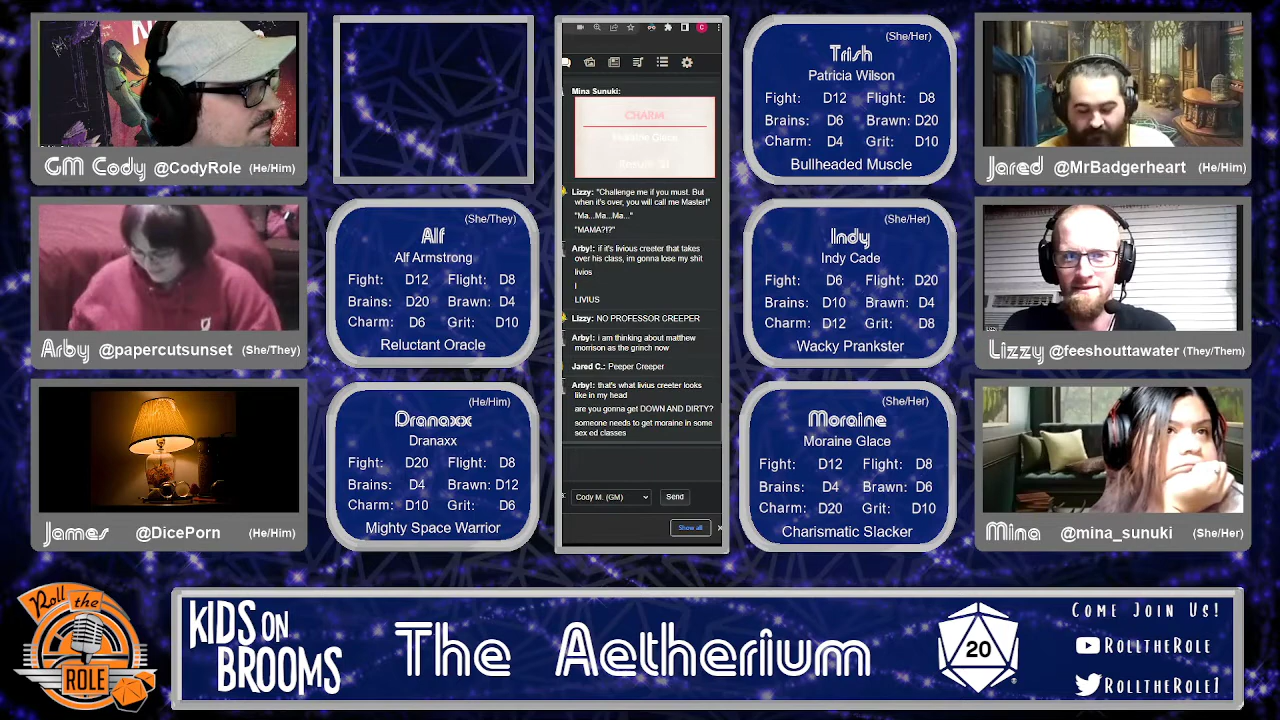 GM Cody @CodyRole (He/Him)
Arby @papercutsunset (She/They)
James @DicePorn (He/Him)
(She/They)
Alf
Alf Armstrong
Fight: D12 Flight: D8
Brains: D20 Brawn: D4
Charm: D6 Grit: D10
Reluctant Oracle
(He/Him)
Dranaxx
Dranaxx
Fight: D20 Flight: D8
Brains: D4 Brawn: D12
Charm: D10 Grit: D6
Mighty Space Warrior
Mina Sunuki:
CHARM
Lizzy: "Challenge me if you must. But
when it's over, you will call me Master!"
"Ma...Ma...Ma..."
"MAMA?!?"
Arby!: if it's livious creeter that takes
over his class, im gonna lose my shit
livios
I
LIVIUS
Lizzy: NO PROFESSOR CREEPER
Arby!: i am thinking about matthew
morrison as the grinch now
Jared C.: Peeper Creeper
Arby!: that's what livius creeter looks
like in my head
are you gonna get DOWN AND DIRTY?
someone needs to get moraine in some
sex ed classes
Cody M. (GM) Send
Show all
(She/Her)
Trish
Patricia Wilson
Fight: D12 Flight: D8
Brains: D6 Brawn: D20
Charm: D4 Grit: D10
Bullheaded Muscle
(She/Her)
Indy
Indy Cade
Fight: D6 Flight: D20
Brains: D10 Brawn: D4
Charm: D12 Grit: D8
Wacky Prankster
(She/Her)
Moraine
Moraine Glace
Fight: D12 Flight: D8
Brains: D4 Brawn: D6
Charm: D20 Grit: D10
Charismatic Slacker
Jared @MrBadgerheart (He/Him)
Lizzy @feeshouttawater (They/Them)
Mina @mina_sunuki (She/Her)
Roll the
ROLE
KIDS ON
BROOMS
The Aetherium
20
COME JOIN US!
ROLLTHEROLE
ROLLTHEROLE1